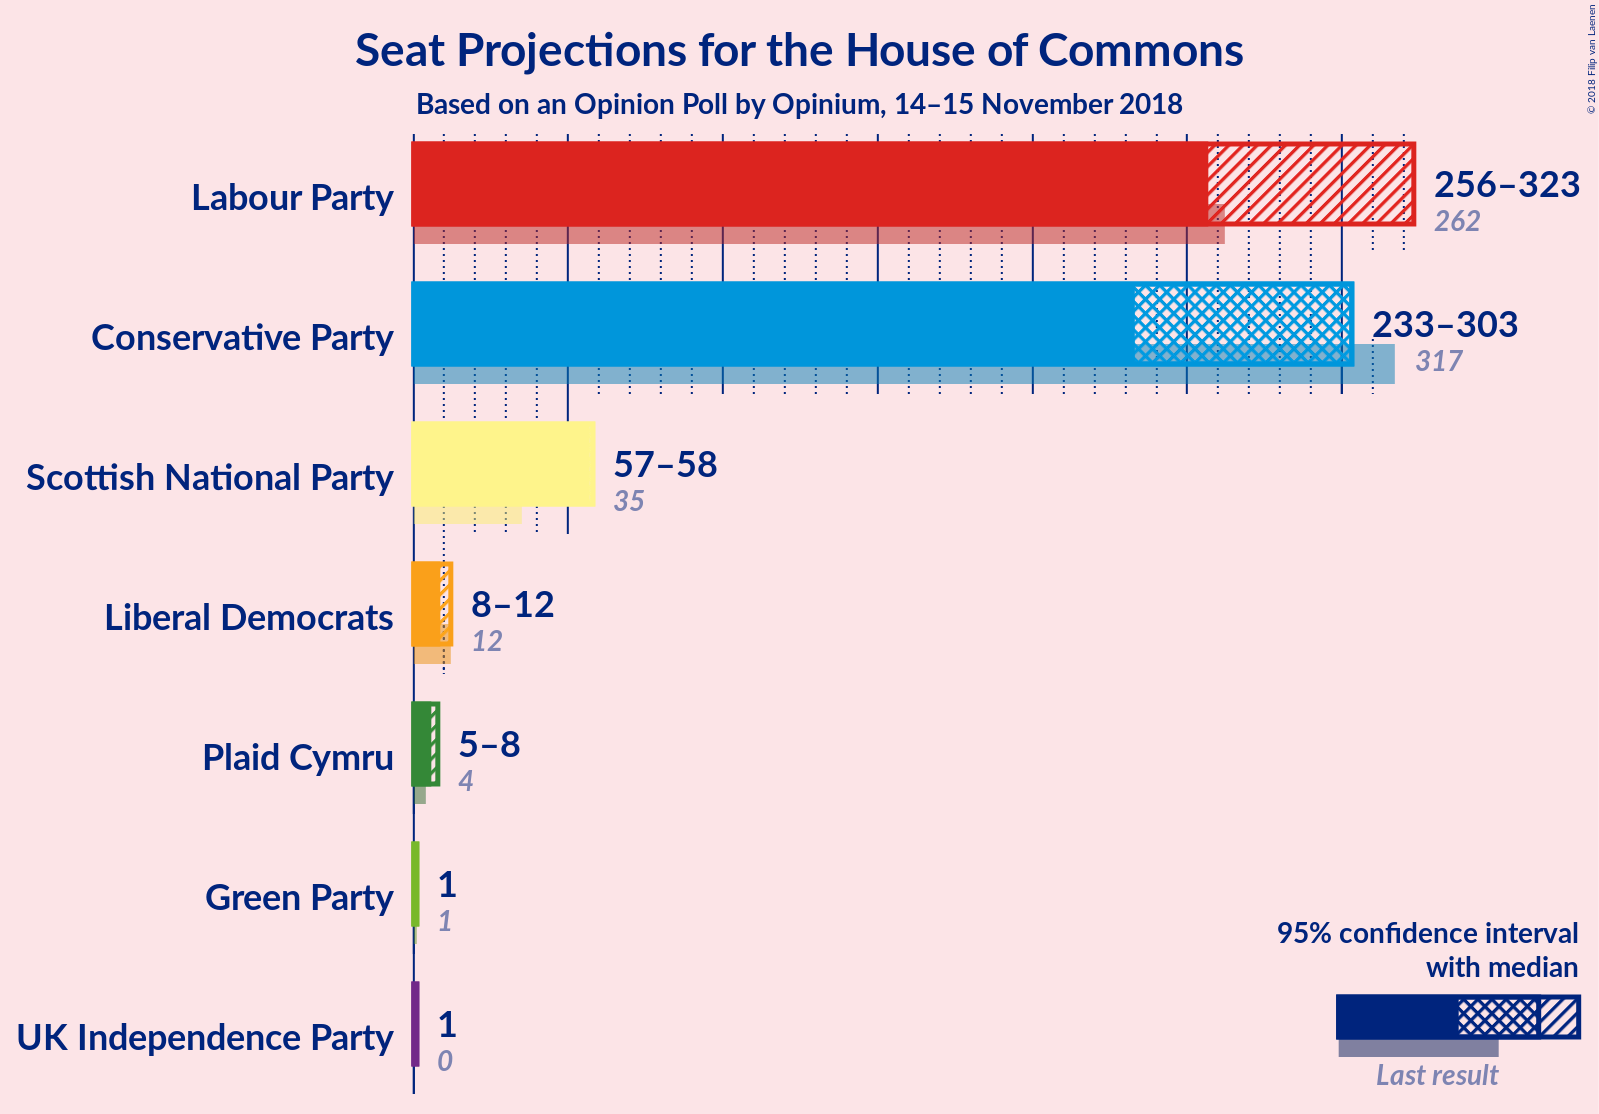 Seat Projections for the House of Commons
Based on an Opinion Poll by Opinium, 14–15 November 2018
© 2018 Filip van Laenen
Labour Party
256–323
262
Conservative Party
233–303
317
Scottish National Party
57–58
35
Liberal Democrats
8–12
12
Plaid Cymru
5–8
4
Green Party
1
1
UK Independence Party
1
0
95% confidence interval
with median
Last result